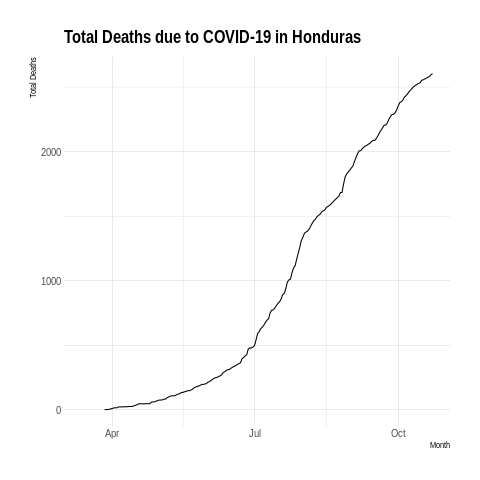 Total Deaths due to COVID-19 in Honduras
Total Deaths
2000
1000
0
Apr
Jul
Oct
Month